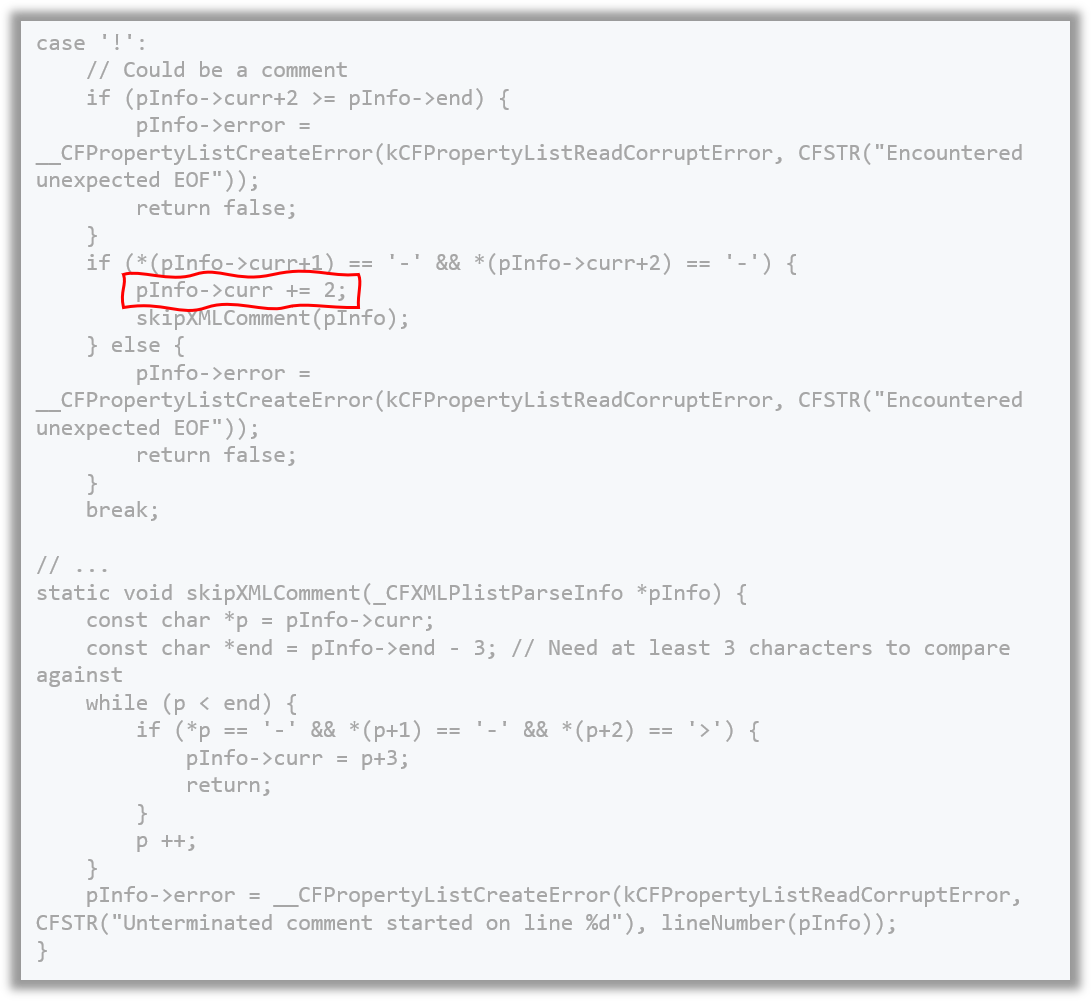 case '!':
    // Could be a comment
    if (pInfo->curr+2 >= pInfo->end) {
        pInfo->error =
__CFPropertyListCreateError(kCFPropertyListReadCorruptError, CFSTR("Encountered
unexpected EOF"));
        return false;
    }
    if (*(pInfo->curr+1) == '-' && *(pInfo->curr+2) == '-') {
        pInfo->curr += 2;
        skipXMLComment(pInfo);
    } else {
        pInfo->error =
__CFPropertyListCreateError(kCFPropertyListReadCorruptError, CFSTR("Encountered
unexpected EOF"));
        return false;
    }
    break;

// ...
static void skipXMLComment(_CFXMLPlistParseInfo *pInfo) {
    const char *p = pInfo->curr;
    const char *end = pInfo->end - 3; // Need at least 3 characters to compare
against
    while (p < end) {
        if (*p == '-' && *(p+1) == '-' && *(p+2) == '>') {
            pInfo->curr = p+3;
            return;
        }
        p ++;
    }
    pInfo->error = __CFPropertyListCreateError(kCFPropertyListReadCorruptError,
CFSTR("Unterminated comment started on line %d"), lineNumber(pInfo));
}